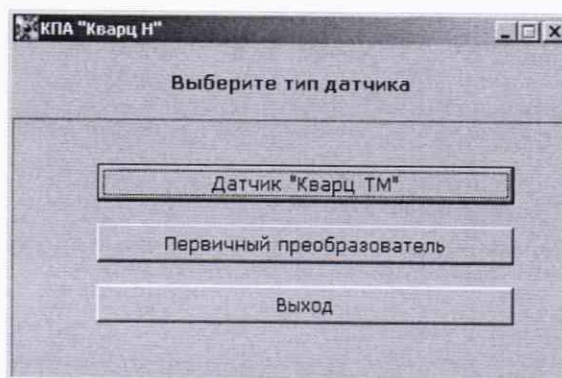 КПА "Кварц Н"
Выберите тип датчика
Датчик "Кварц ТМ"
Первичный преобразователь
Выход